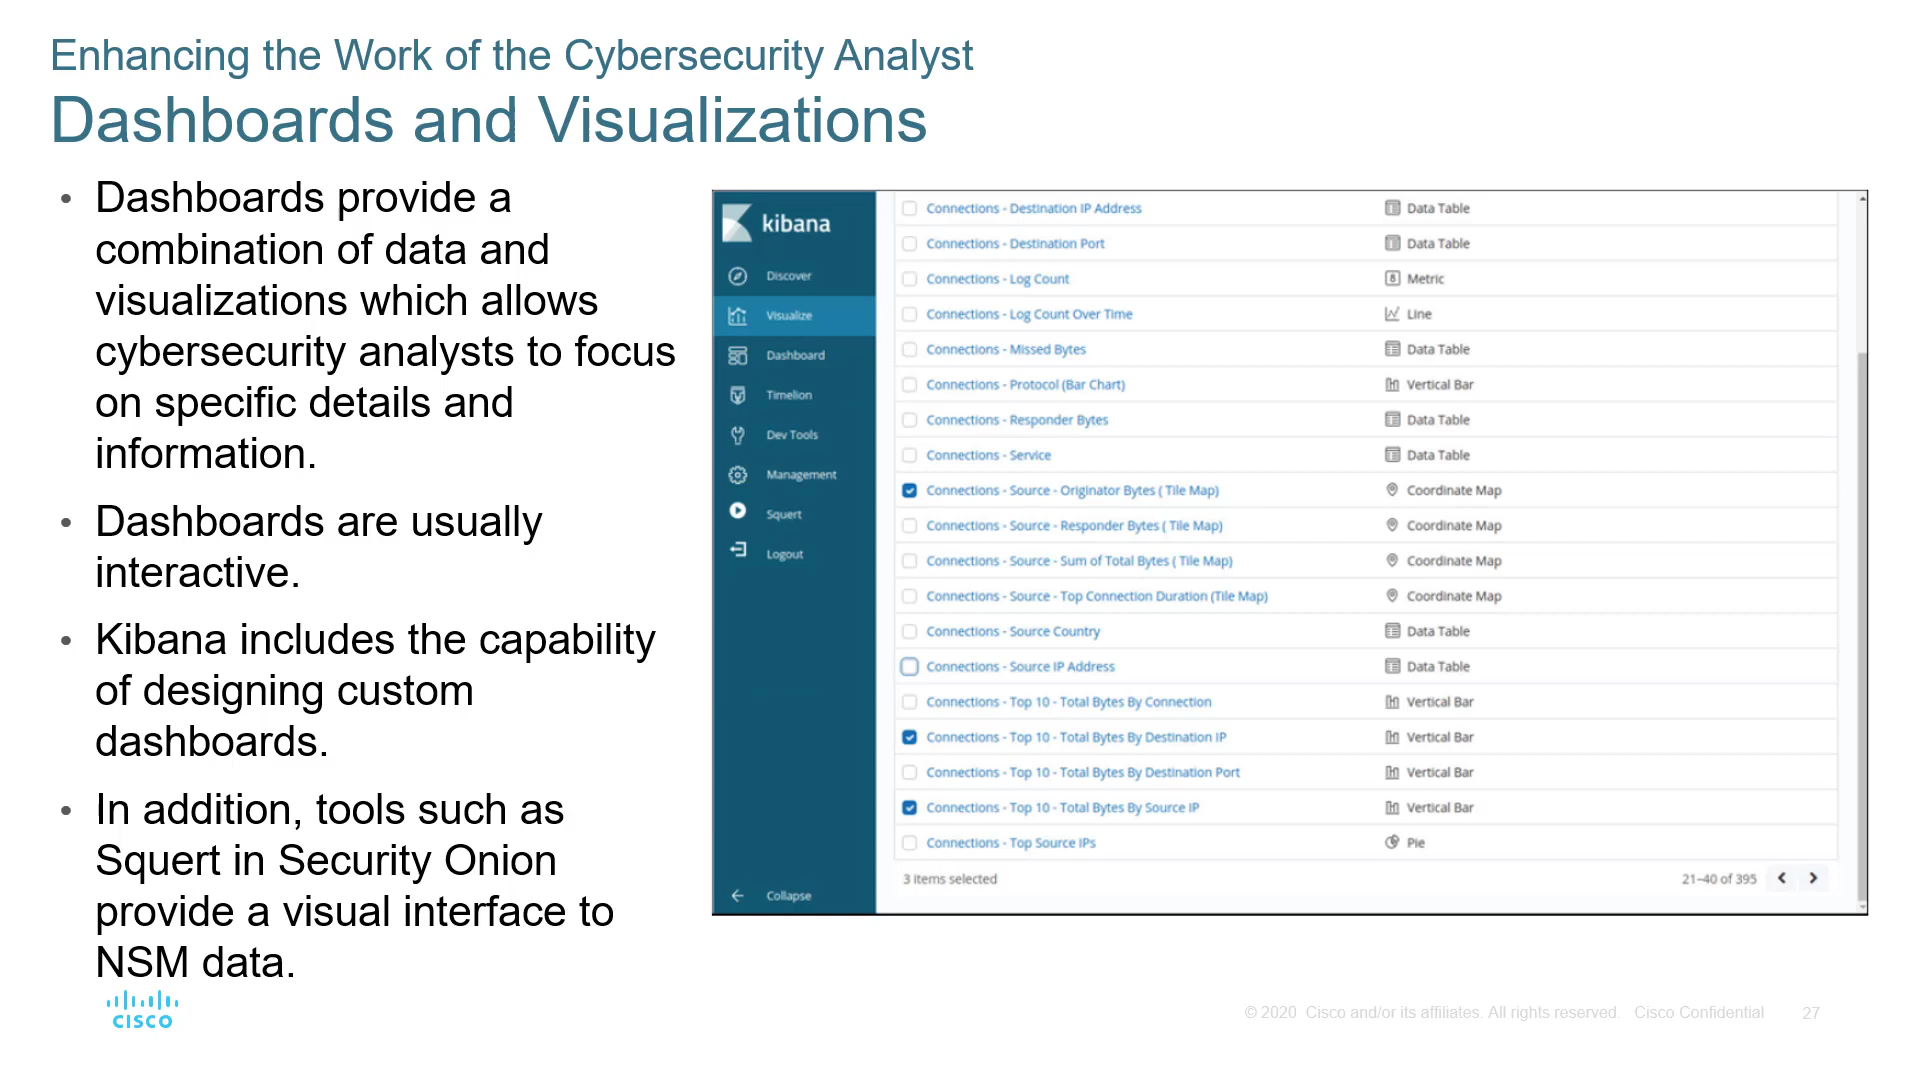 Enhancing the Work of the Cybersecurity Analyst
Dashboards and Visualizations
• Dashboards provide a
combination of data and
visualizations which allows
cybersecurity analysts to focus
on specific details and
information.
• Dashboards are usually
interactive.
• Kibana includes the capability
of designing custom
dashboards.
• In addition, tools such as
Squert in Security Onion
provide a visual interface to
NSM data.
kibana
Discover
Visualize
Dashboard
Timelion
Dev Tools
Management
Squert
Logout
Collapse
Connections - Destination IP Address Data Table
Connections - Destination Port Data Table
Connections - Log Count Metric
Connections - Log Count Over Time Line
Connections - Missed Bytes Data Table
Connections - Protocol (Bar Chart) Vertical Bar
Connections - Responder Bytes Data Table
Connections - Service Data Table
Connections - Source - Originator Bytes ( Tile Map) Coordinate Map
Connections - Source - Responder Bytes ( Tile Map) Coordinate Map
Connections - Source - Sum of Total Bytes ( Tile Map) Coordinate Map
Connections - Source - Top Connection Duration (Tile Map) Coordinate Map
Connections - Source Country Data Table
Connections - Source IP Address Data Table
Connections - Top 10 - Total Bytes By Connection Vertical Bar
Connections - Top 10 - Total Bytes By Destination IP Vertical Bar
Connections - Top 10 - Total Bytes By Destination Port Vertical Bar
Connections - Top 10 - Total Bytes By Source IP Vertical Bar
Connections - Top Source IPs Pie
3 items selected 21–40 of 395
CISCO
© 2020 Cisco and/or its affiliates. All rights reserved. Cisco Confidential 27